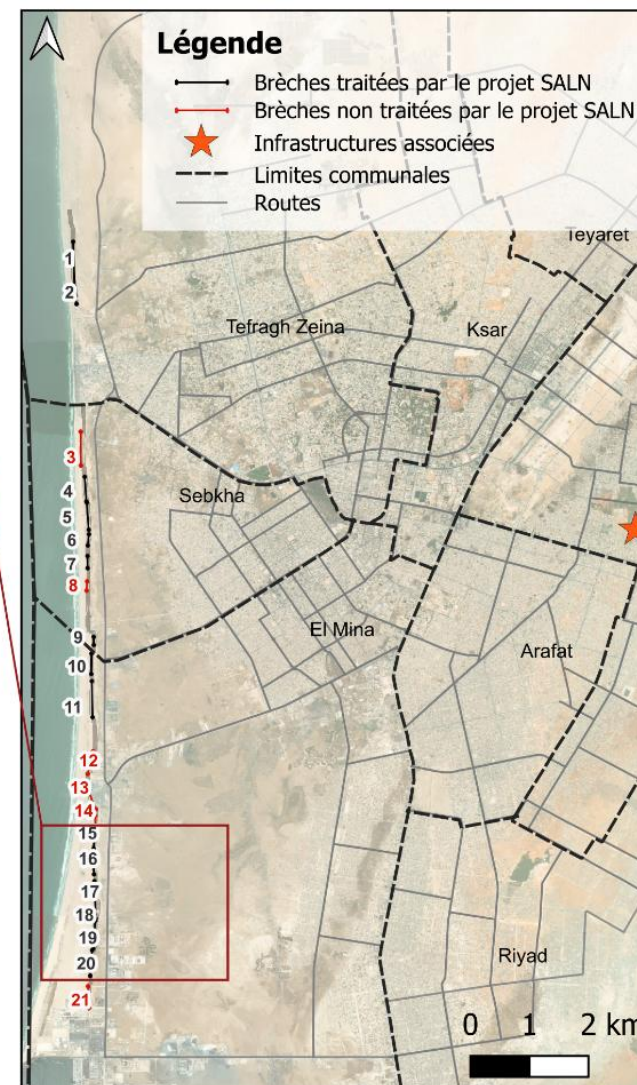 Légende
Brèches traitées par le projet SALN
Brèches non traitées par le projet SALN
Infrastructures associées
Limites communales
Routes
Teyaret
1
2
Tefragh Zeina
Ksar
3
4
Sebkha
5
6
7
8
9
El Mina
10
Arafat
11
12
13
14
15
16
17
18
19
Riyad
20
21
0 1 2 km